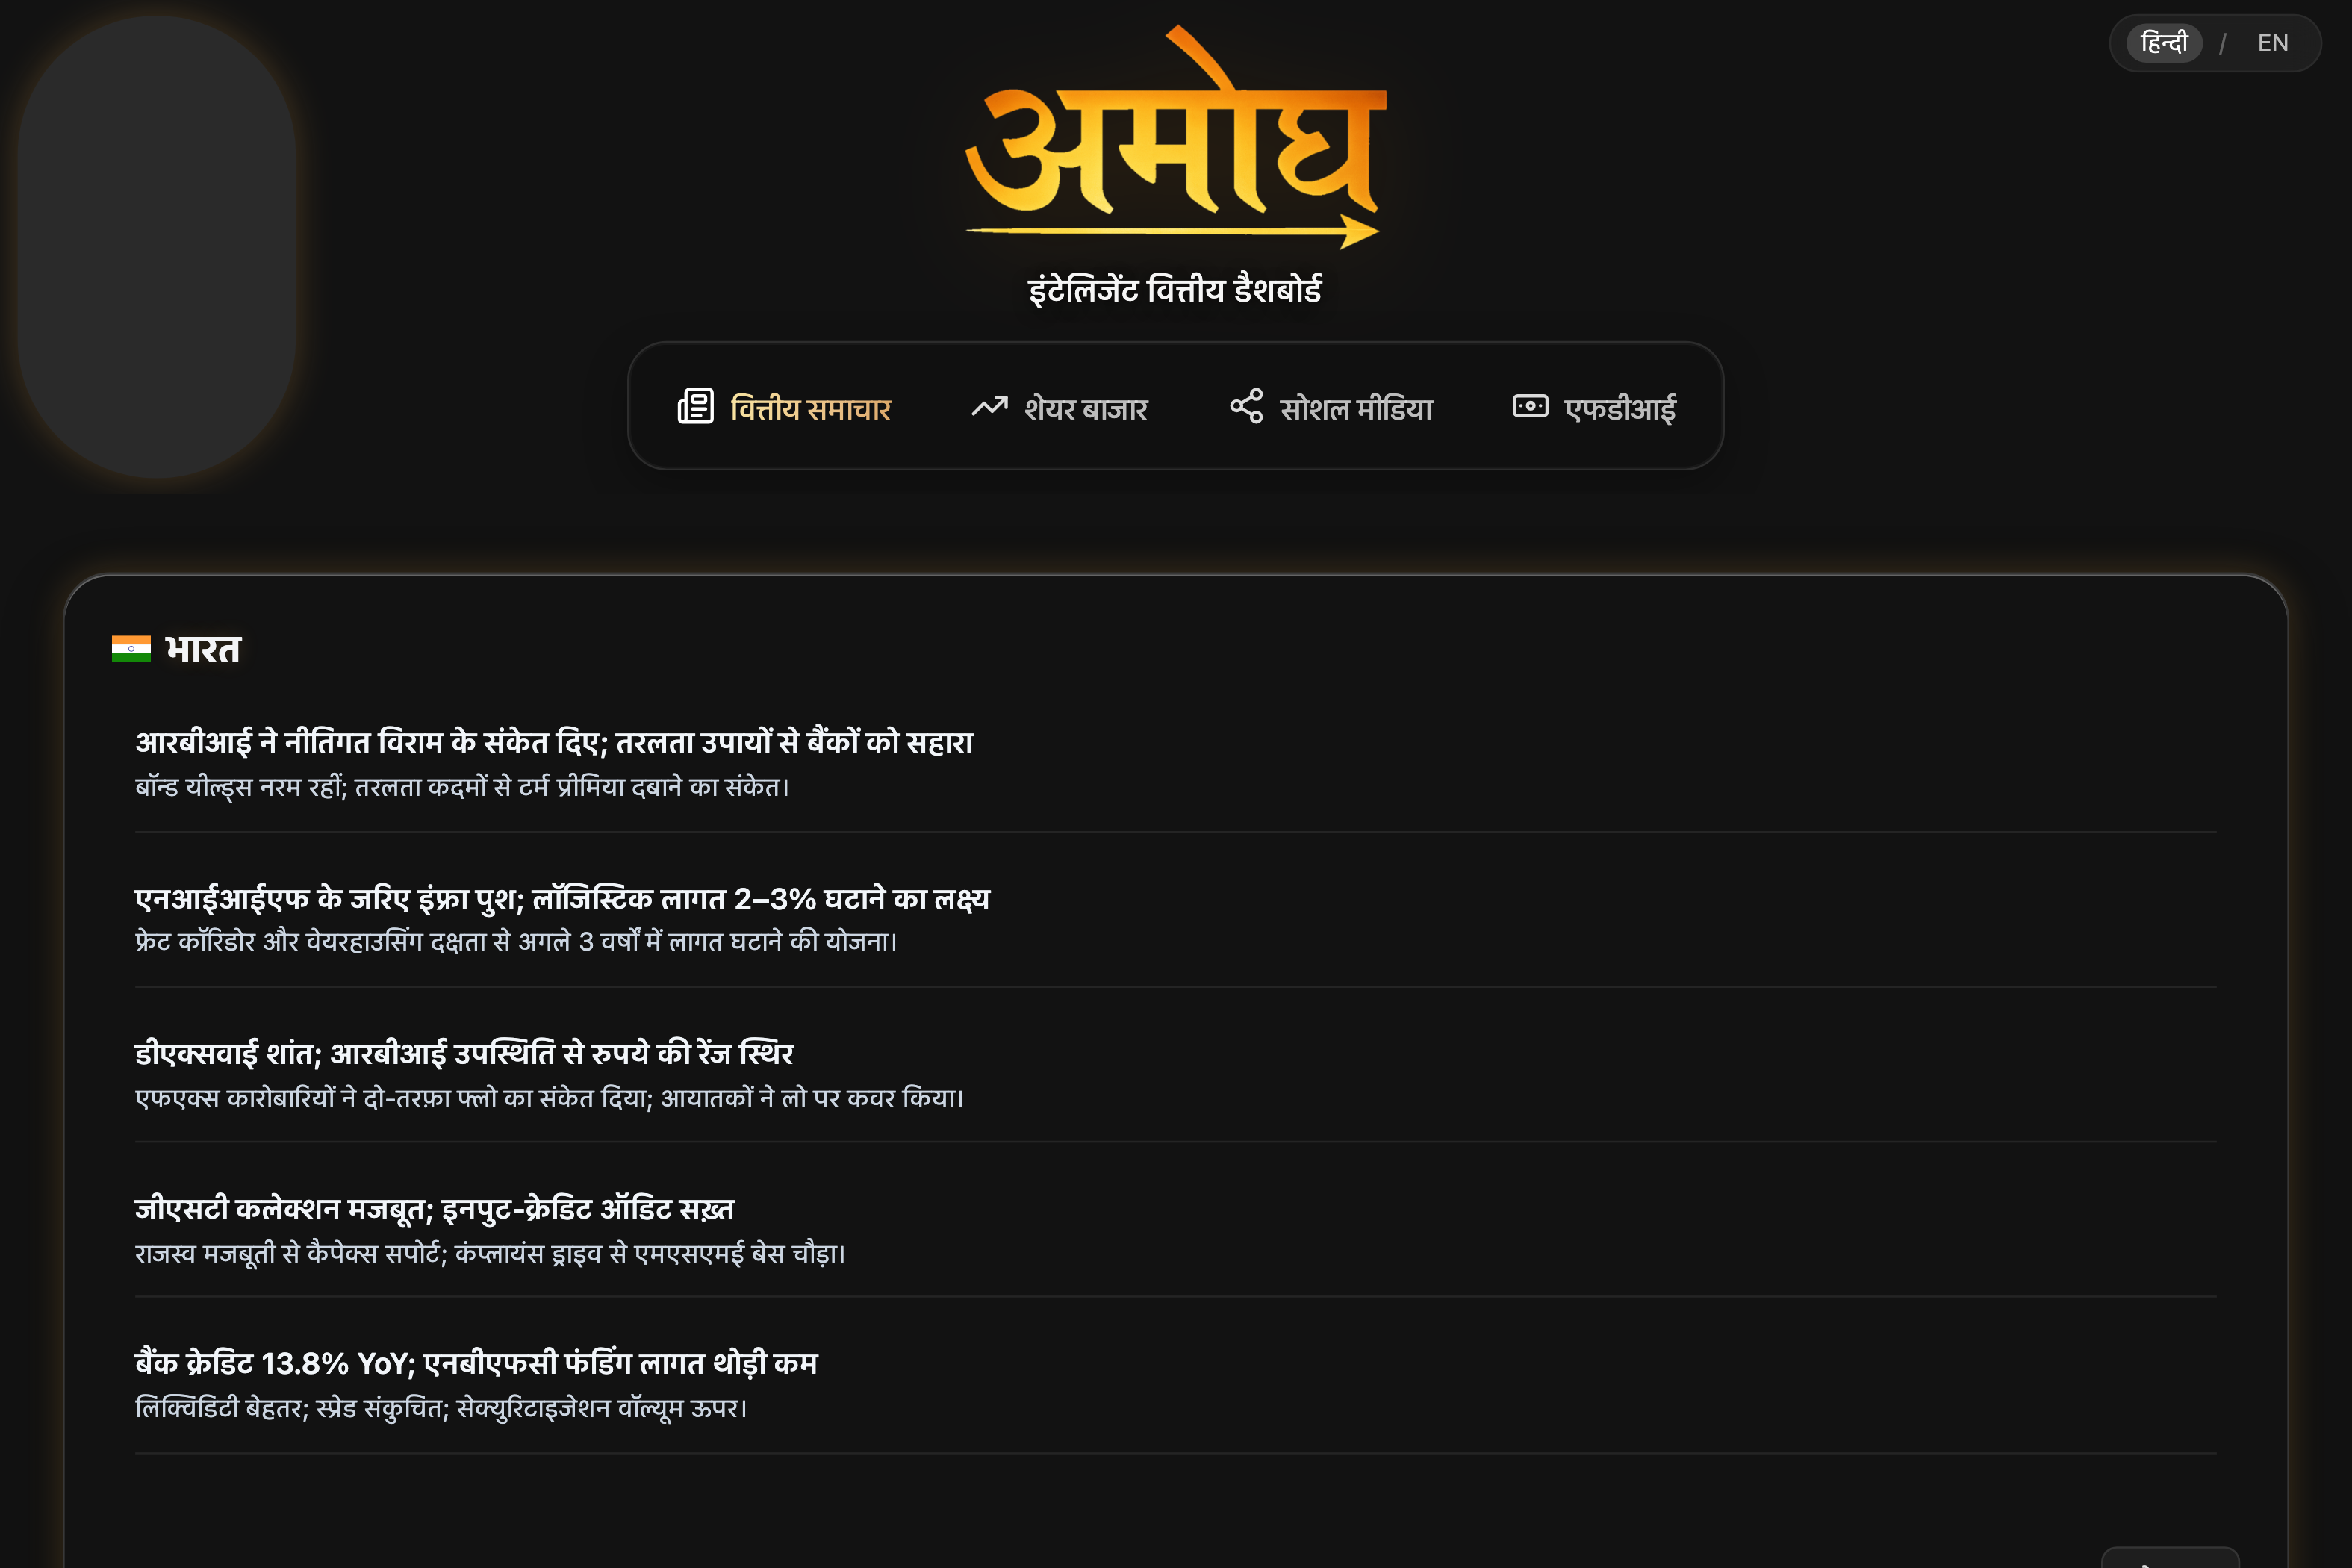 हिन्दी / EN
अमोघ
इंटेलिजेंट वित्तीय डैशबोर्ड
वित्तीय समाचार शेयर बाजार सोशल मीडिया एफडीआई
भारत
आरबीआई ने नीतिगत विराम के संकेत दिए; तरलता उपायों से बैंकों को सहारा
बॉन्ड यील्ड्स नरम रहीं; तरलता कदमों से टर्म प्रीमिया दबाने का संकेत।
एनआईआईएफ के जरिए इंफ्रा पुश; लॉजिस्टिक लागत 2–3% घटाने का लक्ष्य
फ्रेट कॉरिडोर और वेयरहाउसिंग दक्षता से अगले 3 वर्षों में लागत घटाने की योजना।
डीएक्सवाई शांत; आरबीआई उपस्थिति से रुपये की रेंज स्थिर
एफएक्स कारोबारियों ने दो-तरफ़ा फ्लो का संकेत दिया; आयातकों ने लो पर कवर किया।
जीएसटी कलेक्शन मजबूत; इनपुट-क्रेडिट ऑडिट सख़्त
राजस्व मजबूती से कैपेक्स सपोर्ट; कंप्लायंस ड्राइव से एमएसएमई बेस चौड़ा।
बैंक क्रेडिट 13.8% YoY; एनबीएफसी फंडिंग लागत थोड़ी कम
लिक्विडिटी बेहतर; स्प्रेड संकुचित; सेक्युरिटाइजेशन वॉल्यूम ऊपर।